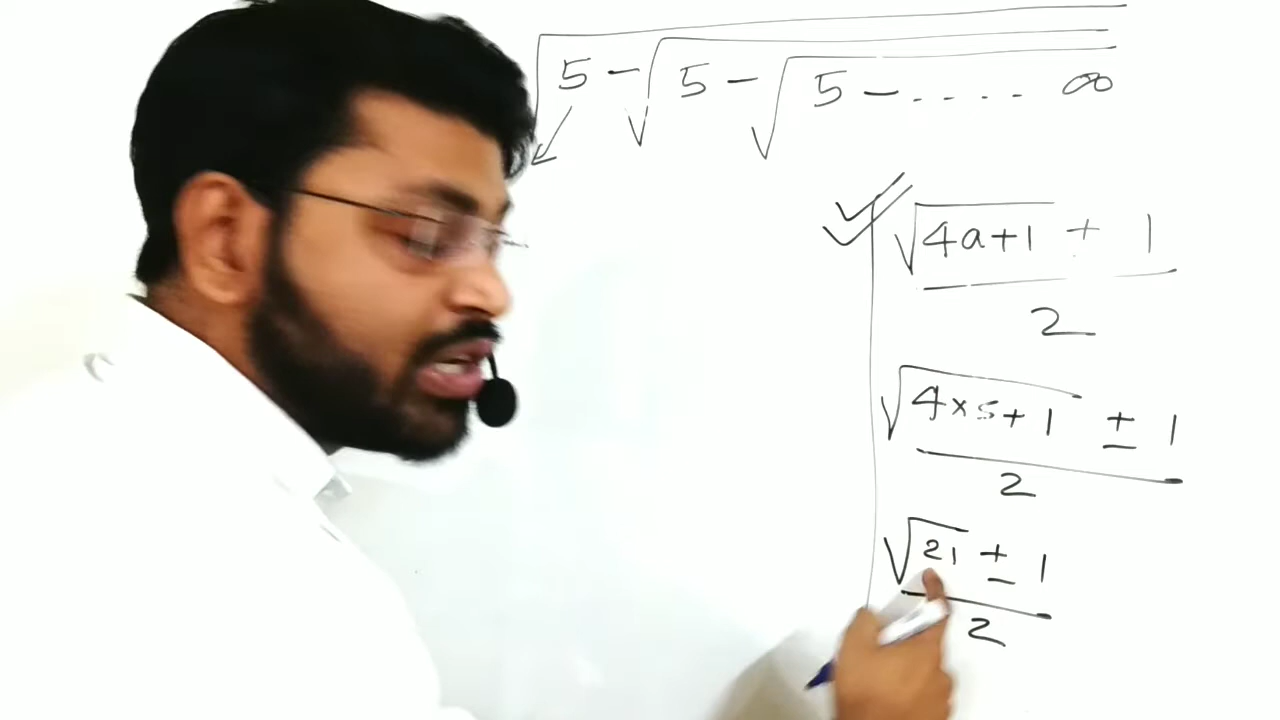 √5 - √5 - √5 - .... ∞
√4a+1 + 1
2
√4×5+1 ± 1
2
√21 ± 1
2